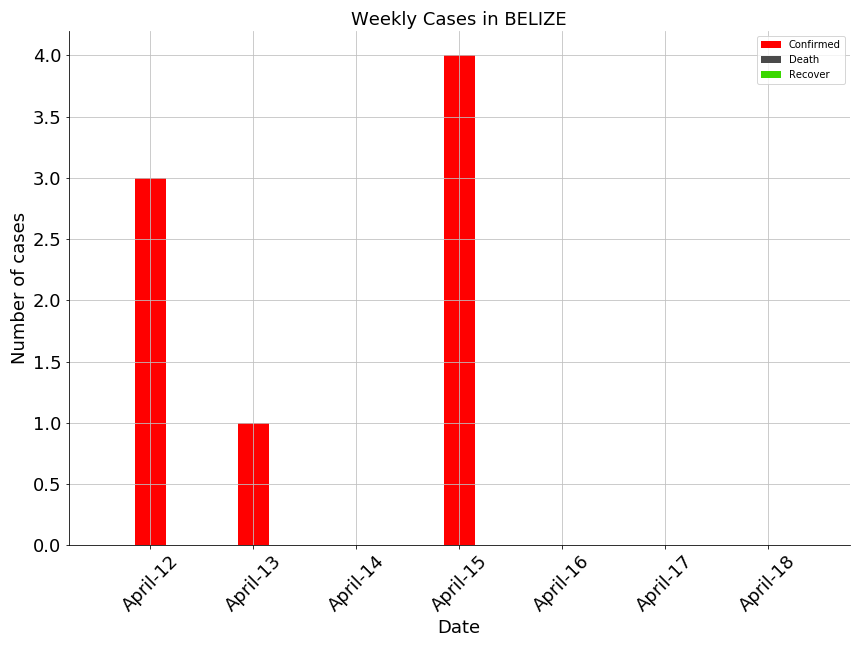 Weekly Cases in BELIZE
Confirmed
Death
Recover
Number of cases
4.0
3.5
3.0
2.5
2.0
1.5
1.0
0.5
0.0
April-12
April-13
April-14
April-15
April-16
April-17
April-18
Date